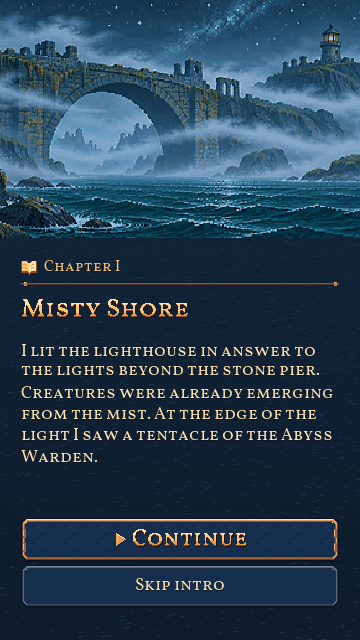 Chapter I
Misty Shore
I lit the lighthouse in answer to
the lights beyond the stone pier.
Creatures were already emerging
from the mist. At the edge of the
light I saw a tentacle of the Abyss
Warden.
Continue
Skip intro